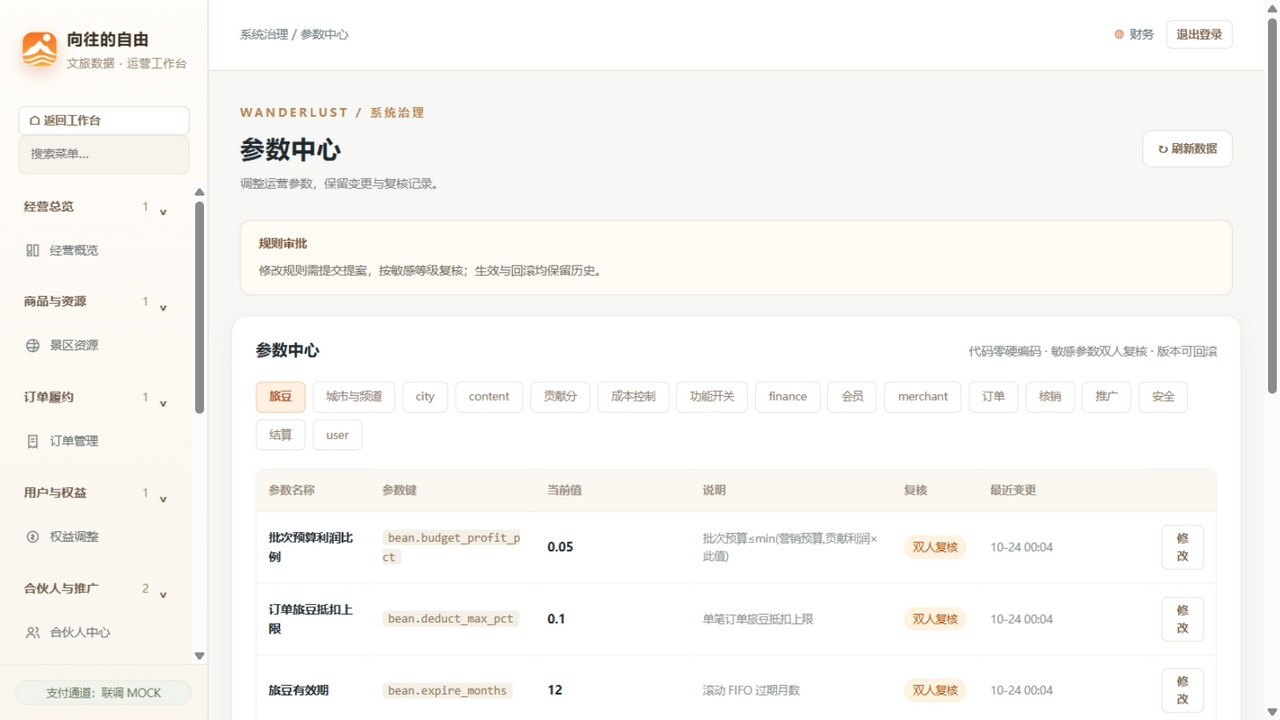 向往的自由
文旅数据 · 运营工作台
返回工作台
搜索菜单...
经营总览 1
经营概览
商品与资源 1
景区资源
订单履约 1
订单管理
用户与权益 1
权益调整
合伙人与推广 2
合伙人中心
支付通道：联调 MOCK
系统治理 / 参数中心
财务
退出登录
WANDERLUST / 系统治理
参数中心
调整运营参数，保留变更与复核记录。
↻ 刷新数据
规则审批
修改规则需提交提案，按敏感等级复核；生效与回滚均保留历史。
参数中心
代码零硬编码 · 敏感参数双人复核 · 版本可回滚
旅豆 城市与频道 city content 贡献分 成本控制 功能开关 finance 会员 merchant 订单 核销 推广 安全
结算 user
参数名称 参数键 当前值 说明 复核 最近变更
批次预算利润比
例
bean.budget_profit_p
ct
0.05
批次预算≤min(营销预算,贡献利润×
此值)
双人复核
10-24 00:04
修
改
订单旅豆抵扣上
限
bean.deduct_max_pct
0.1
单笔订单旅豆抵扣上限
双人复核
10-24 00:04
修
改
旅豆有效期
bean.expire_months
12
滚动 FIFO 过期月数
双人复核
10-24 00:04
修
改